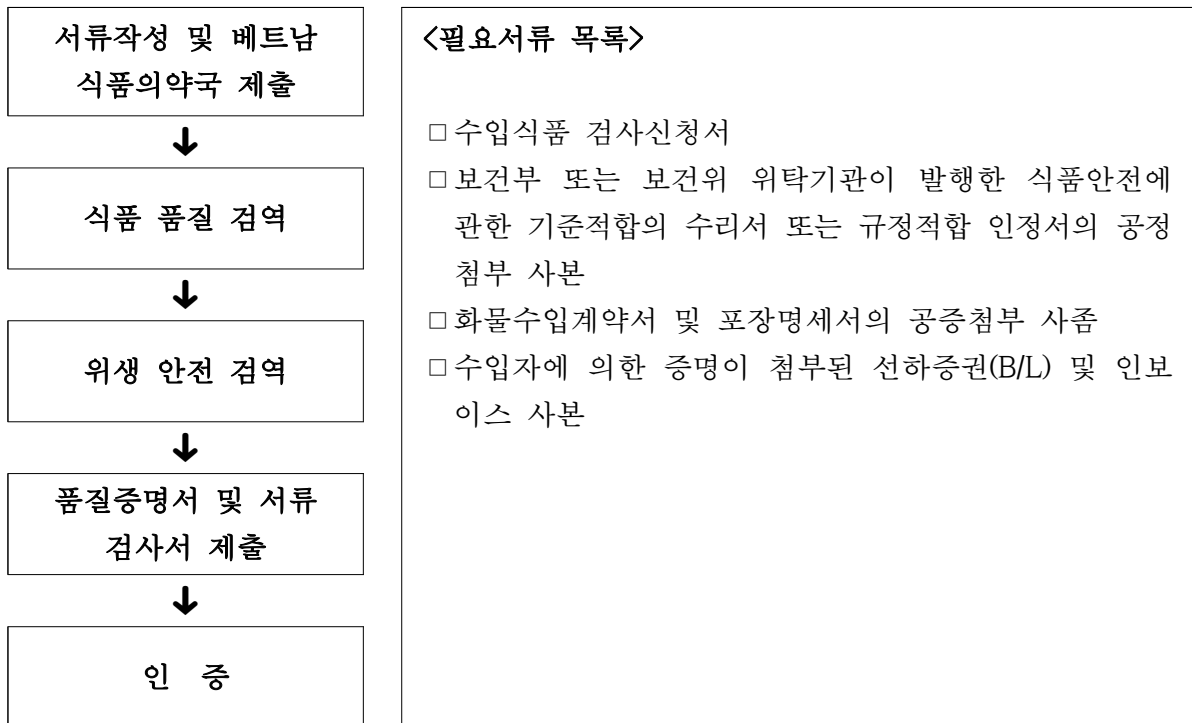 서류작성 및 베트남
식품의약국 제출
↓
식품 품질 검역
↓
위생 안전 검역
↓
품질증명서 및 서류
검사서 제출
↓
인 증
<필요서류 목록>
□ 수입식품 검사신청서
□ 보건부 또는 보건위 위탁기관이 발행한 식품안전에
관한 기준적합의 수리서 또는 규정적합 인정서의 공정
첨부 사본
□ 화물수입계약서 및 포장명세서의 공증첨부 사좀
□ 수입자에 의한 증명이 첨부된 선하증권(B/L) 및 인보
이스 사본